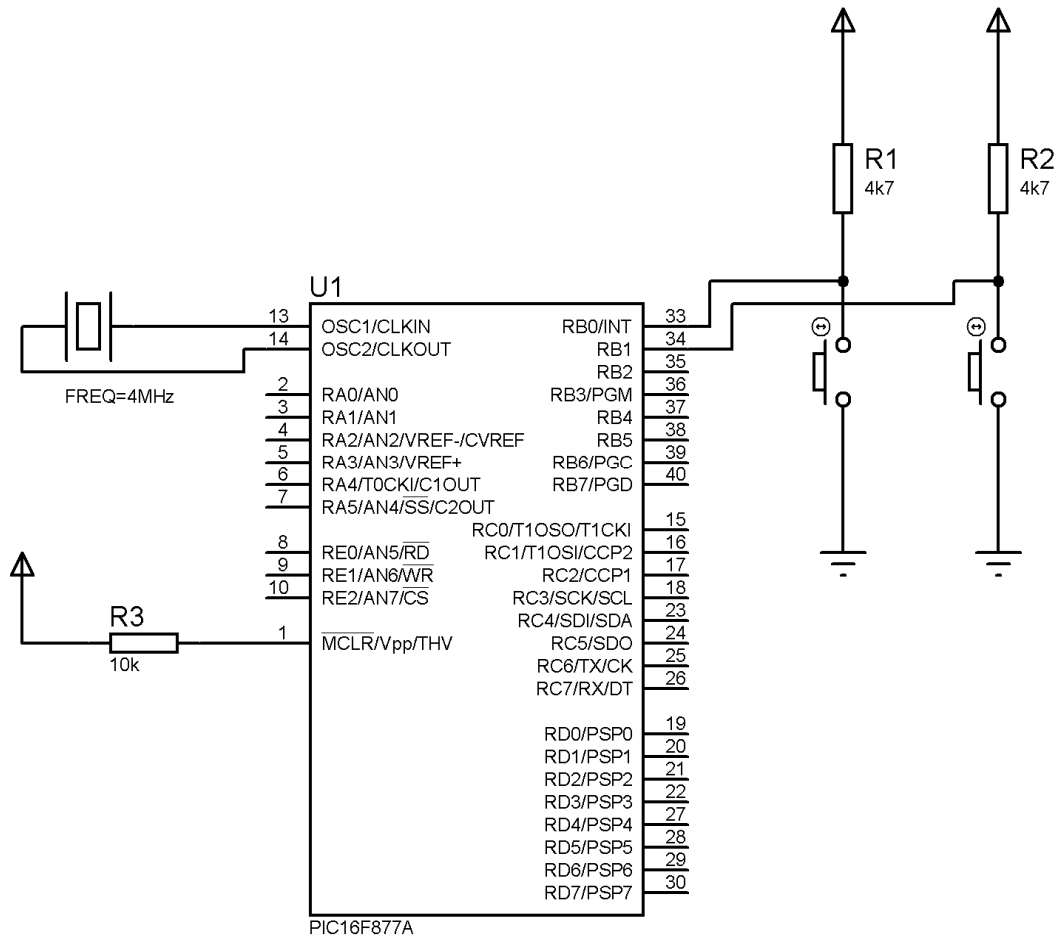 R1
4k7
R2
4k7
U1
FREQ=4MHz
13 OSC1/CLKIN
14 OSC2/CLKOUT
2 RA0/AN0
3 RA1/AN1
4 RA2/AN2/VREF-/CVREF
5 RA3/AN3/VREF+
6 RA4/T0CKI/C1OUT
7 RA5/AN4/SS/C2OUT
8 RE0/AN5/RD
9 RE1/AN6/WR
10 RE2/AN7/CS
1 MCLR/Vpp/THV
R3
10k
RB0/INT 33
RB1 34
RB2 35
RB3/PGM 36
RB4 37
RB5 38
RB6/PGC 39
RB7/PGD 40
RC0/T1OSO/T1CKI 15
RC1/T1OSI/CCP2 16
RC2/CCP1 17
RC3/SCK/SCL 18
RC4/SDI/SDA 23
RC5/SDO 24
RC6/TX/CK 25
RC7/RX/DT 26
RD0/PSP0 19
RD1/PSP1 20
RD2/PSP2 21
RD3/PSP3 22
RD4/PSP4 27
RD5/PSP5 28
RD6/PSP6 29
RD7/PSP7 30
PIC16F877A